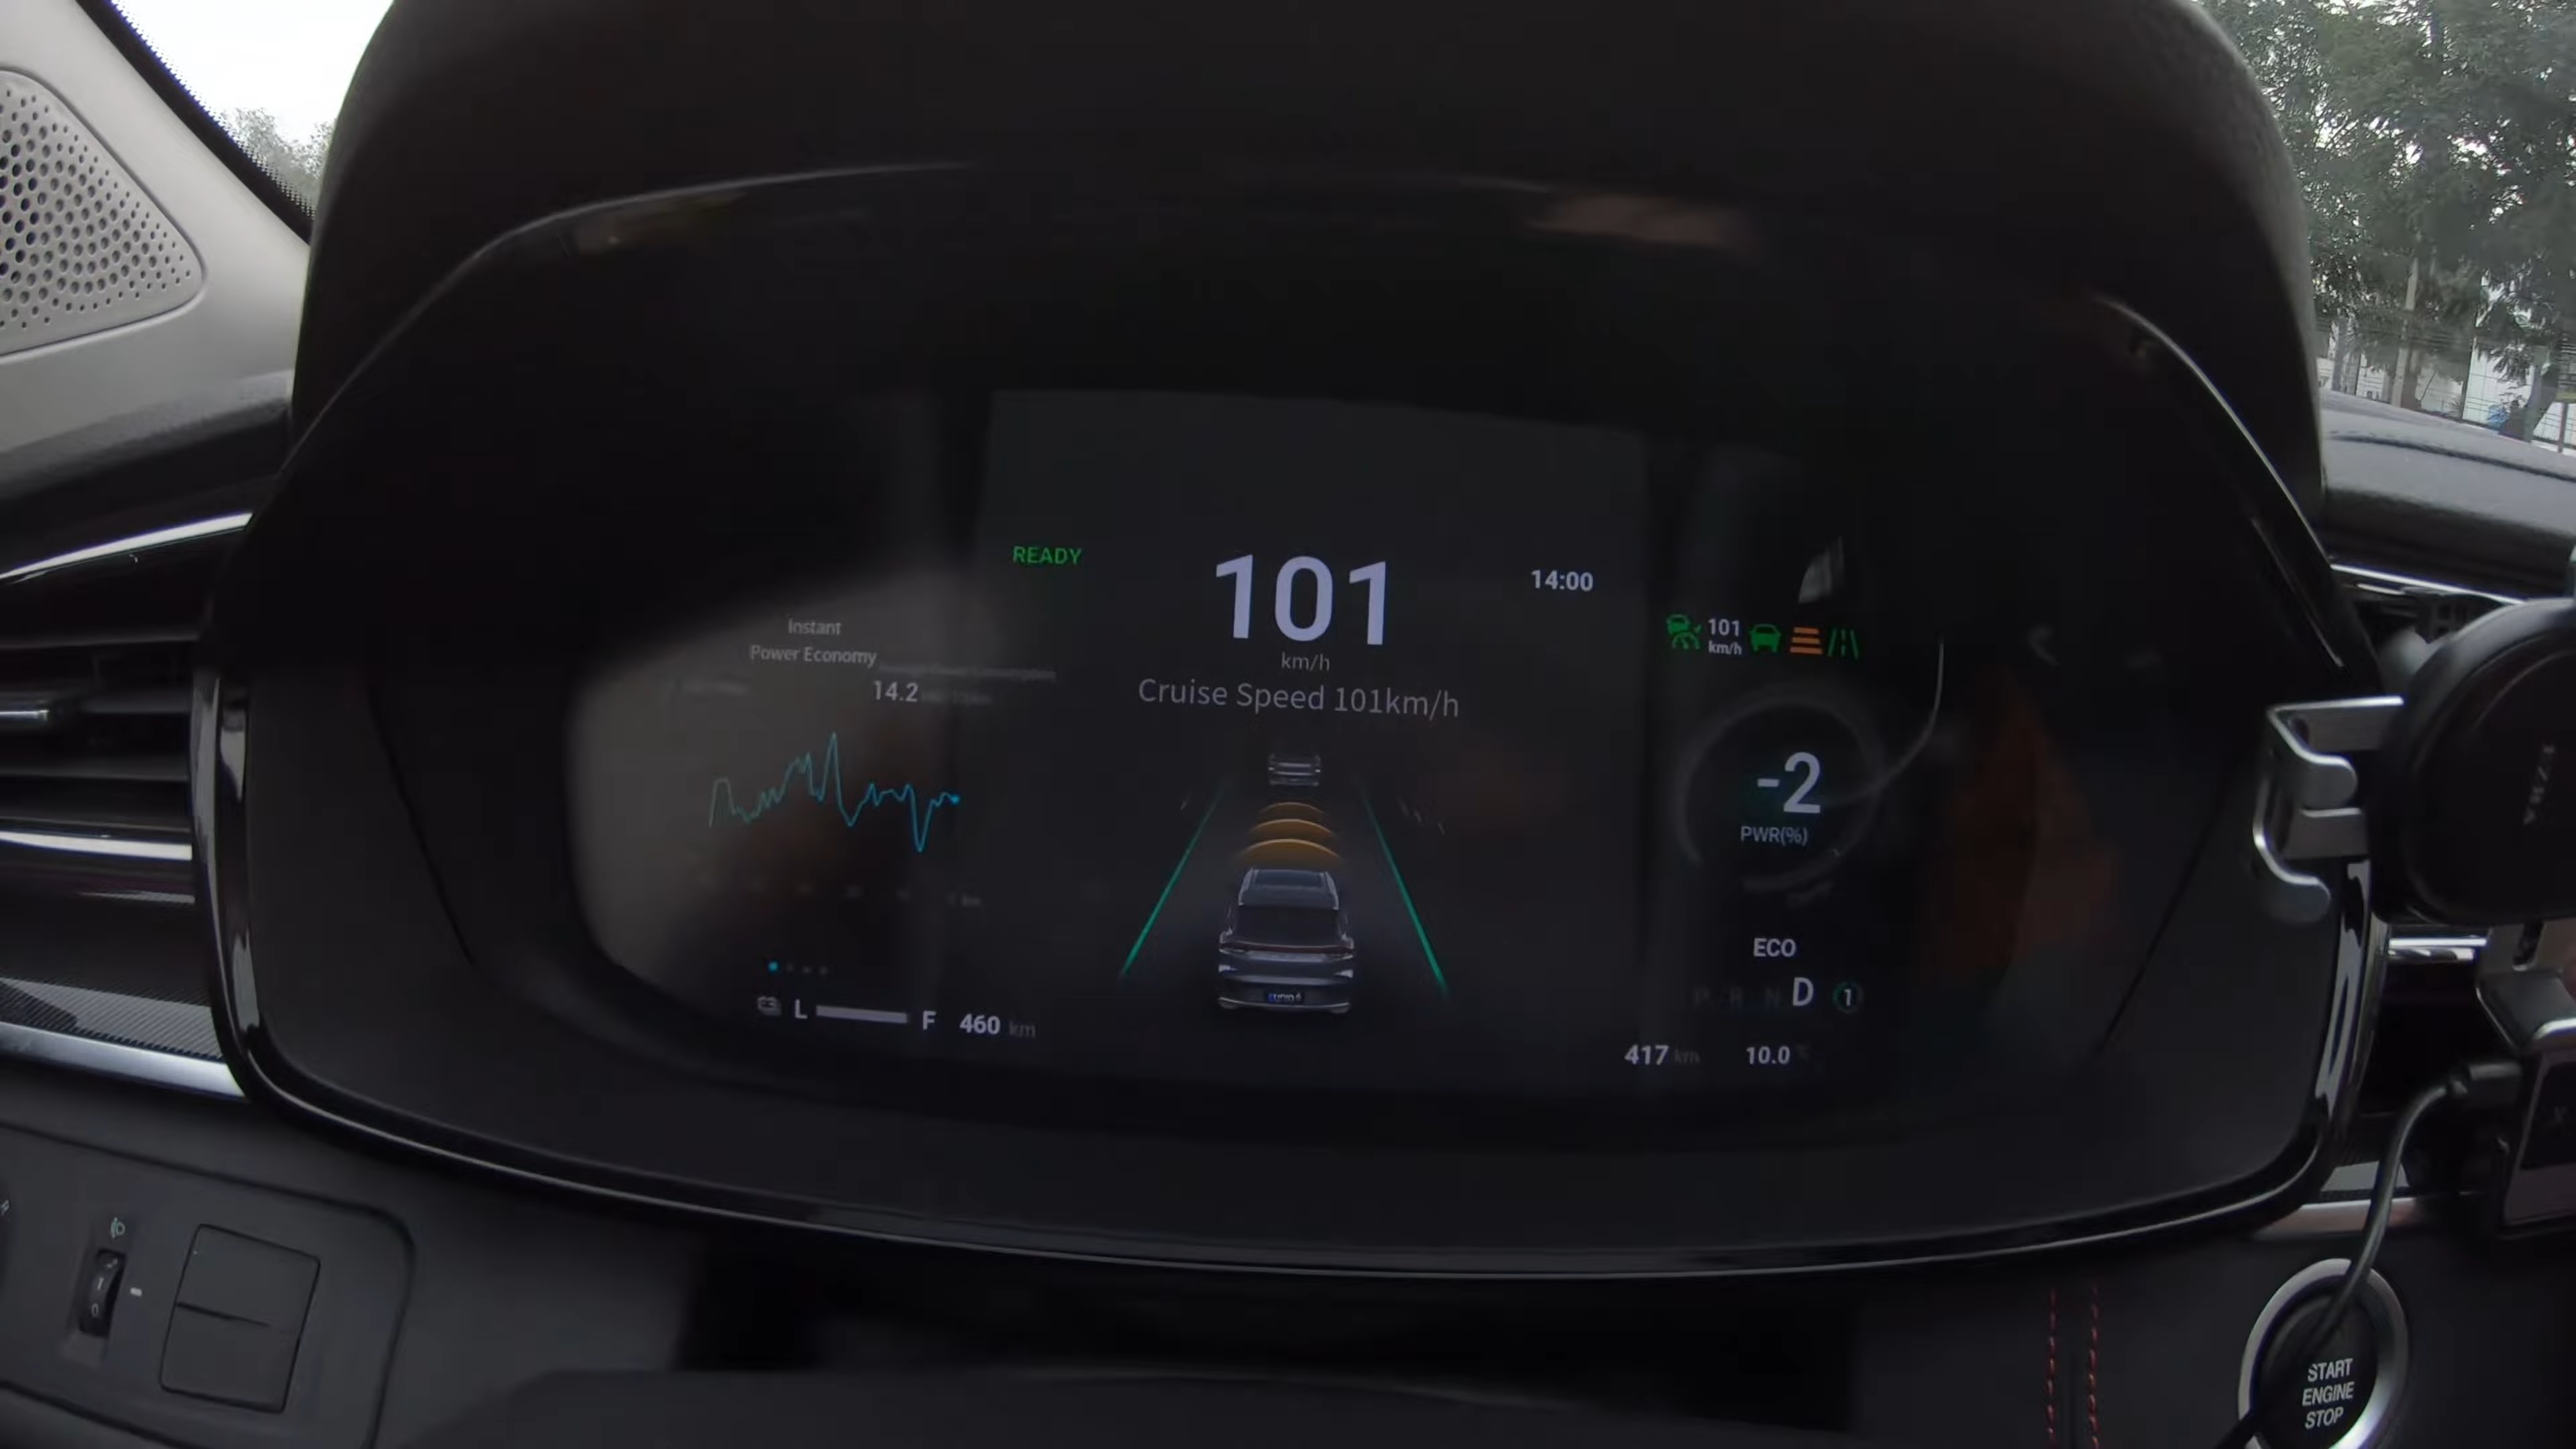 READY
101
km/h
Cruise Speed 101km/h
14:00
Instant
Power Economy
14.2
101
km/h
-2
PWR(%)
ECO
P R N D 1
L F 460 km
417 km 10.0
START
ENGINE
STOP